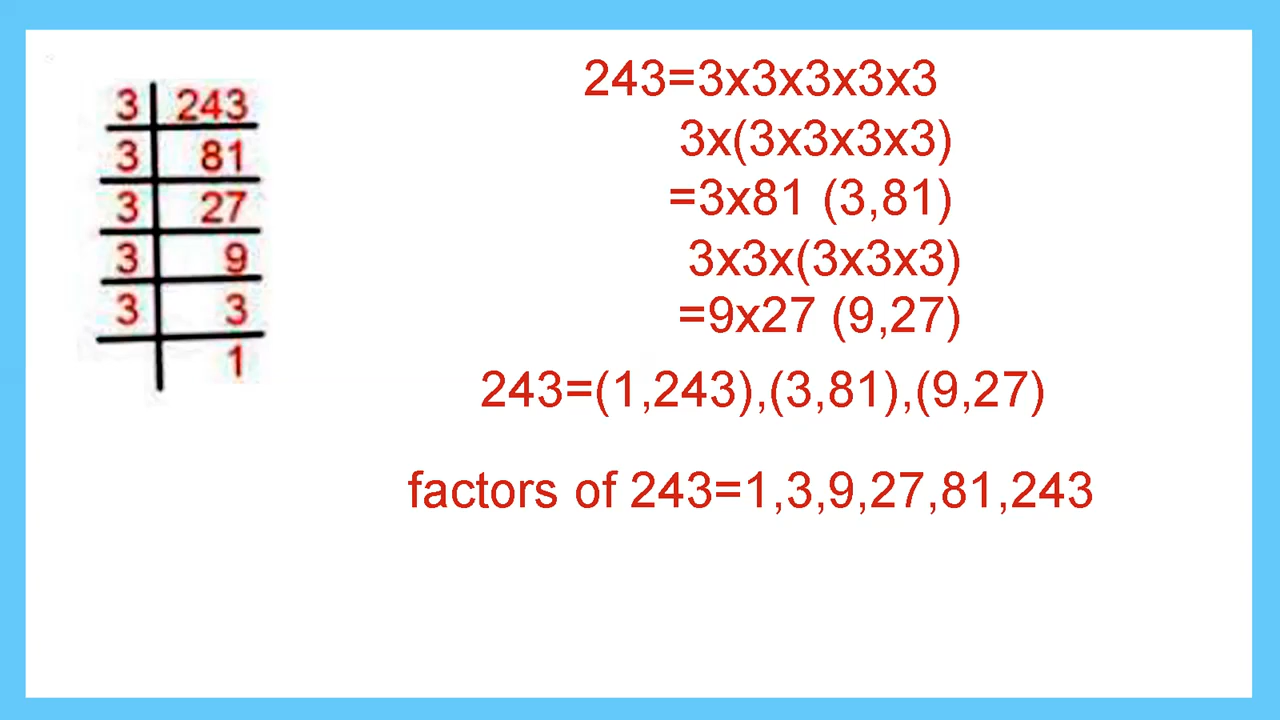 3 243
3 81
3 27
3 9
3 3
1
243=3x3x3x3x3
3x(3x3x3x3)
=3x81 (3,81)
3x3x(3x3x3)
=9x27 (9,27)
243=(1,243),(3,81),(9,27)
factors of 243=1,3,9,27,81,243